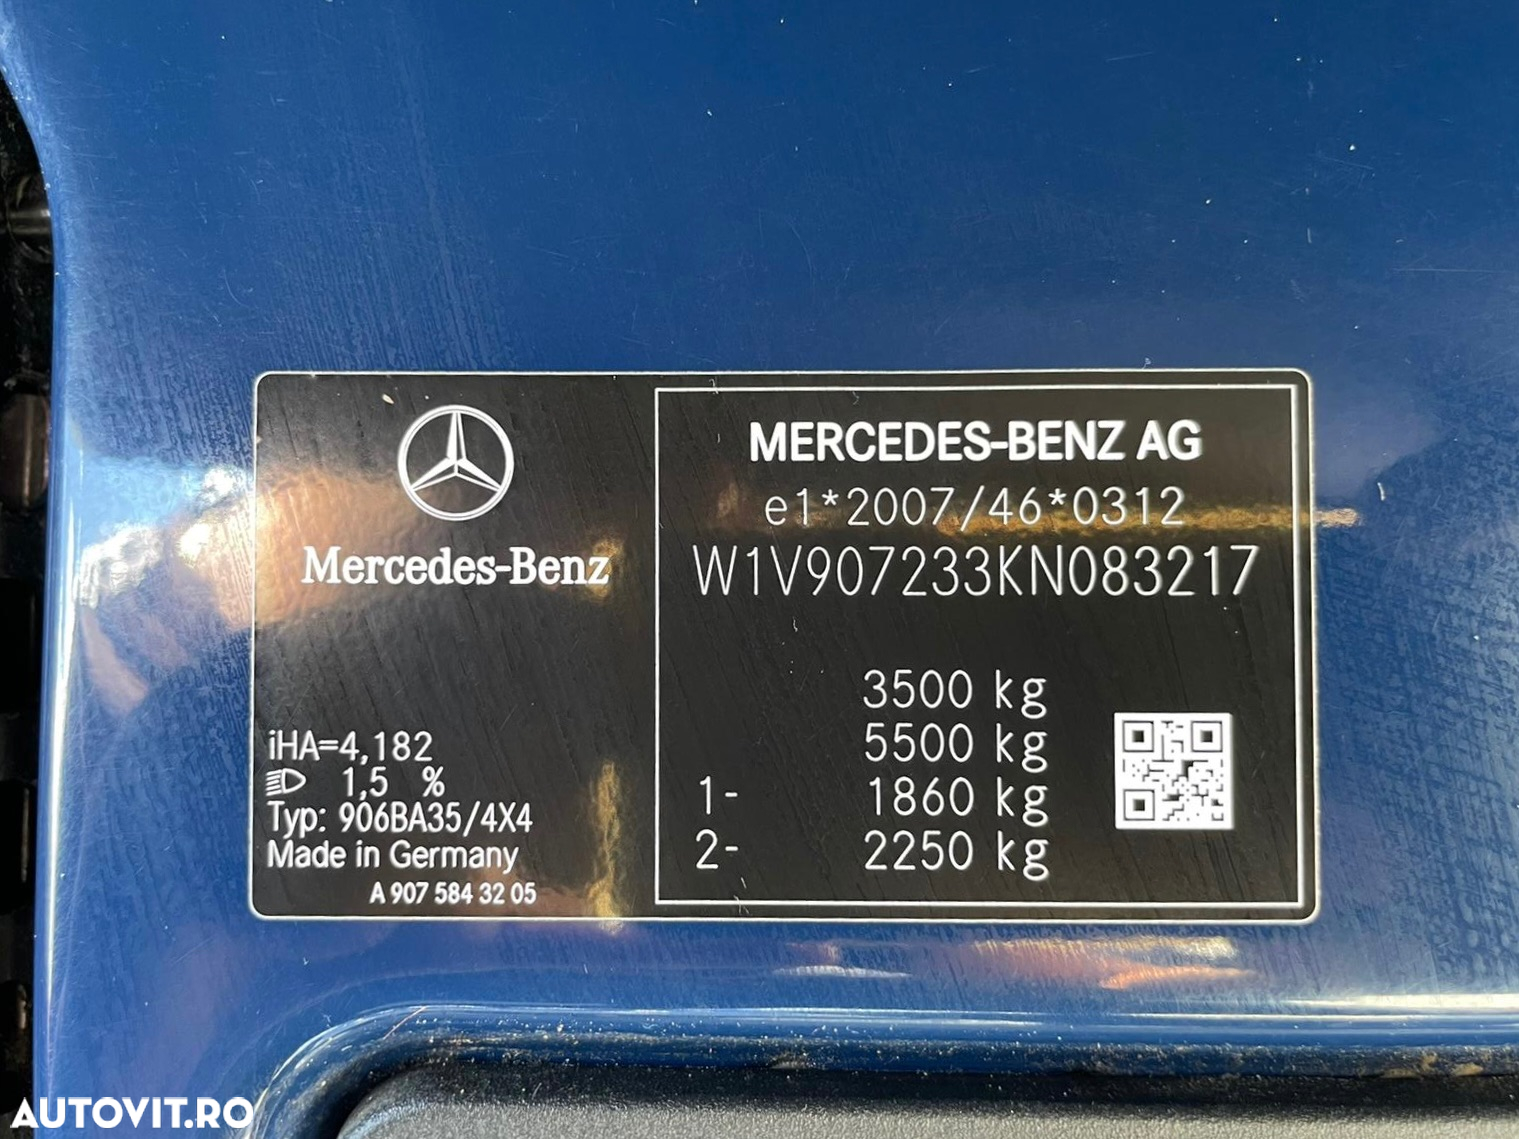 Mercedes-Benz
iHA=4,182
1,5 %
Typ: 906BA35/4X4
Made in Germany
A 907 584 32 05
MERCEDES-BENZ AG
e1*2007/46*0312
W1V907233KN083217
3500 kg
5500 kg
1- 1860 kg
2- 2250 kg
AUTOVIT.RO